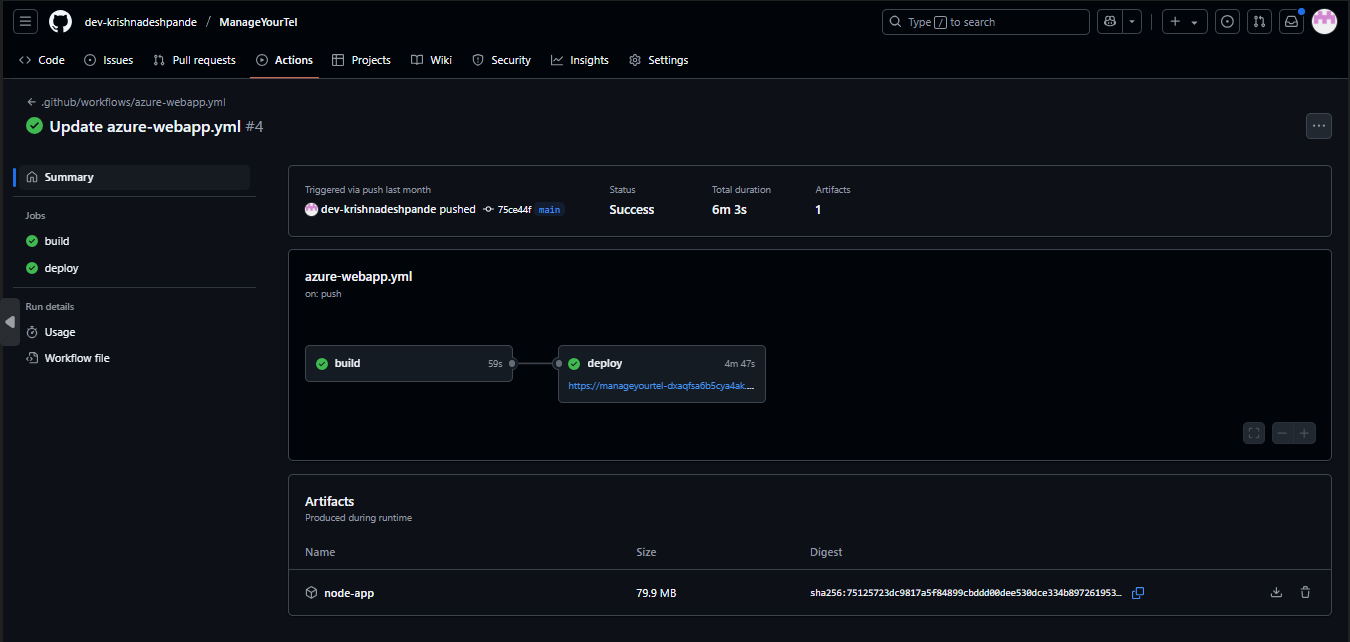 dev-krishnadeshpande / ManageYourTel
Type / to search
Code Issues Pull requests Actions Projects Wiki Security Insights Settings
.github/workflows/azure-webapp.yml
Update azure-webapp.yml #4
Summary
Jobs
build
deploy
Run details
Usage
Workflow file
Triggered via push last month
dev-krishnadeshpande pushed 75ce44f main
Status
Success
Total duration
6m 3s
Artifacts
1
azure-webapp.yml
on: push
build 59s
deploy 4m 47s
https://manageyourtel-dxaqfsa6b5cya4ak....
Artifacts
Produced during runtime
Name Size Digest
node-app 79.9 MB sha256:75125723dc9817a5f84899cbddd00dee530dce334b897261953…